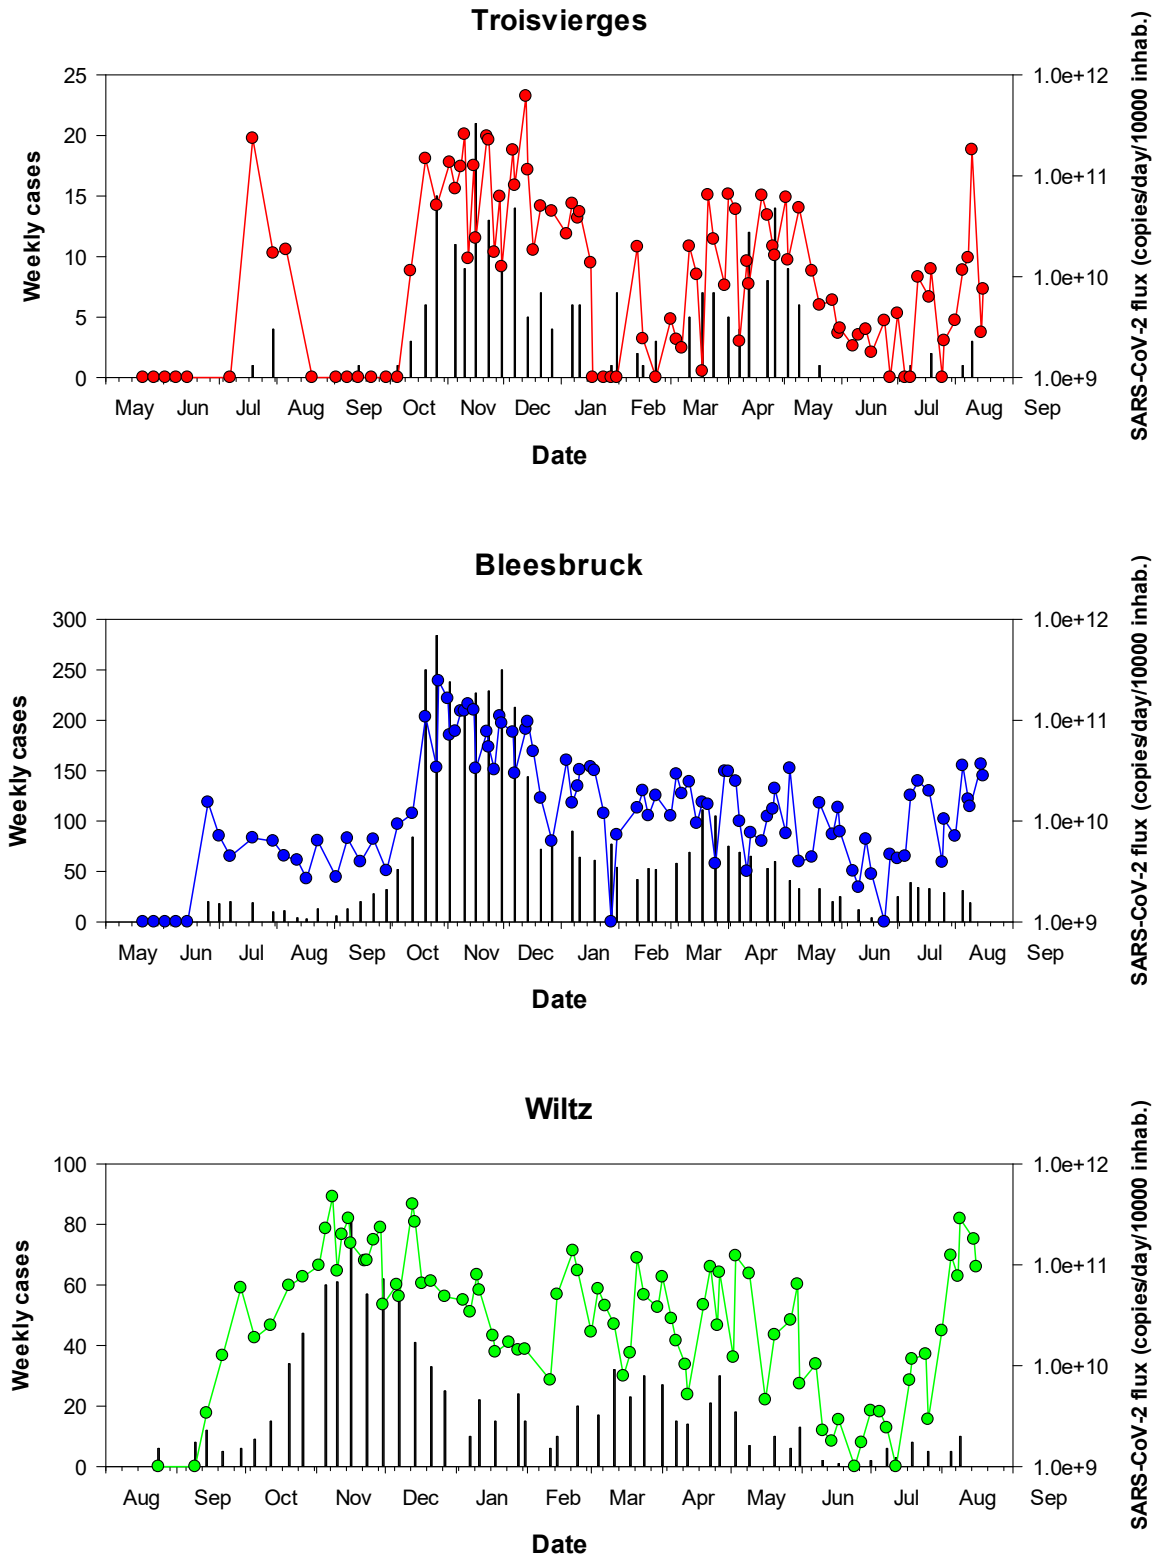 Troisvierges
Weekly cases
25
20
15
10
5
0
1.0e+12
1.0e+11
1.0e+10
1.0e+9
SARS-CoV-2 flux (copies/day/10000 inhab.)
May Jun Jul Aug Sep Oct Nov Dec Jan Feb Mar Apr May Jun Jul Aug Sep
Date
Bleesbruck
Weekly cases
300
250
200
150
100
50
0
1.0e+12
1.0e+11
1.0e+10
1.0e+9
SARS-CoV-2 flux (copies/day/10000 inhab.)
May Jun Jul Aug Sep Oct Nov Dec Jan Feb Mar Apr May Jun Jul Aug Sep
Date
Wiltz
Weekly cases
100
80
60
40
20
0
1.0e+12
1.0e+11
1.0e+10
1.0e+9
SARS-CoV-2 flux (copies/day/10000 inhab.)
Aug Sep Oct Nov Dec Jan Feb Mar Apr May Jun Jul Aug Sep
Date